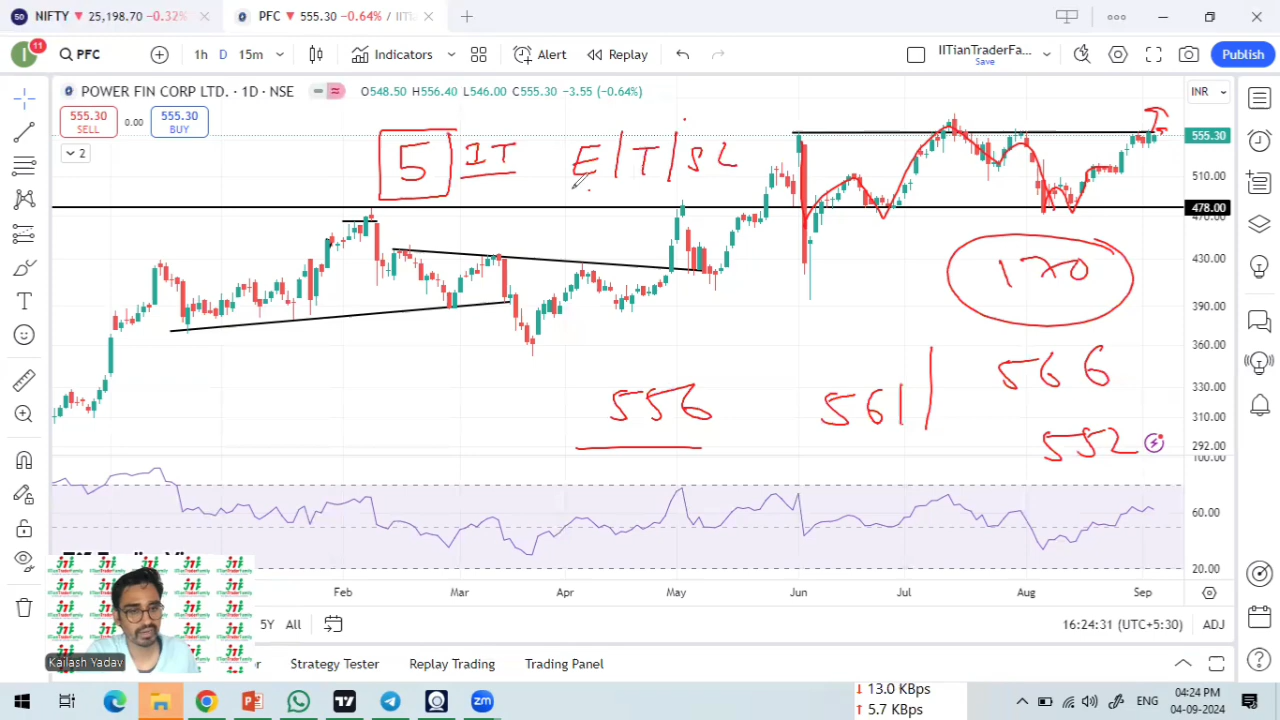 NIFTY ▼ 25,198.70 −0.32%
PFC ▼ 555.30 −0.64% / IITian
11
PFC
1h D 15m
Indicators
Alert
Replay
IITianTraderFa...
Save
Publish
POWER FIN CORP LTD. · 1D · NSE
O548.50 H556.40 L546.00 C555.30 −3.55 (−0.64%)
INR
555.30
SELL
0.00
555.30
BUY
2
5 IT E/T/SL
555.30
510.00
478.00
470.00
430.00
390.00
360.00
330.00
310.00
292.00
170
566
556
561
552
100.00
60.00
20.00
Feb Mar Apr May Jun Jul Aug Sep
5Y All
16:24:31 (UTC+5:30) ADJ
Kailash Yadav
Strategy Tester
Replay Trading
Trading Panel
↓ 13.0 KBps
↑ 5.7 KBps
ENG
04:24 PM
04-09-2024